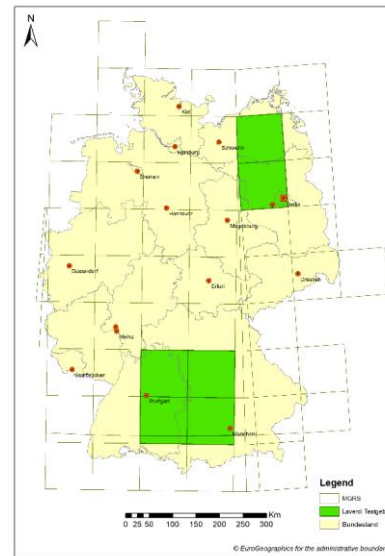 N
Kiel
Schwerin
Hamburg
Bremen
Berlin
Hannover
Magdeburg
Düsseldorf
Erfurt
Dresden
Mainz
Saarbrücken
Stuttgart
München
Legend
MGRS
Bundesland
0 25 50 100 150 200 250 300 Km
© EuroGeographics for the administrative boundaries